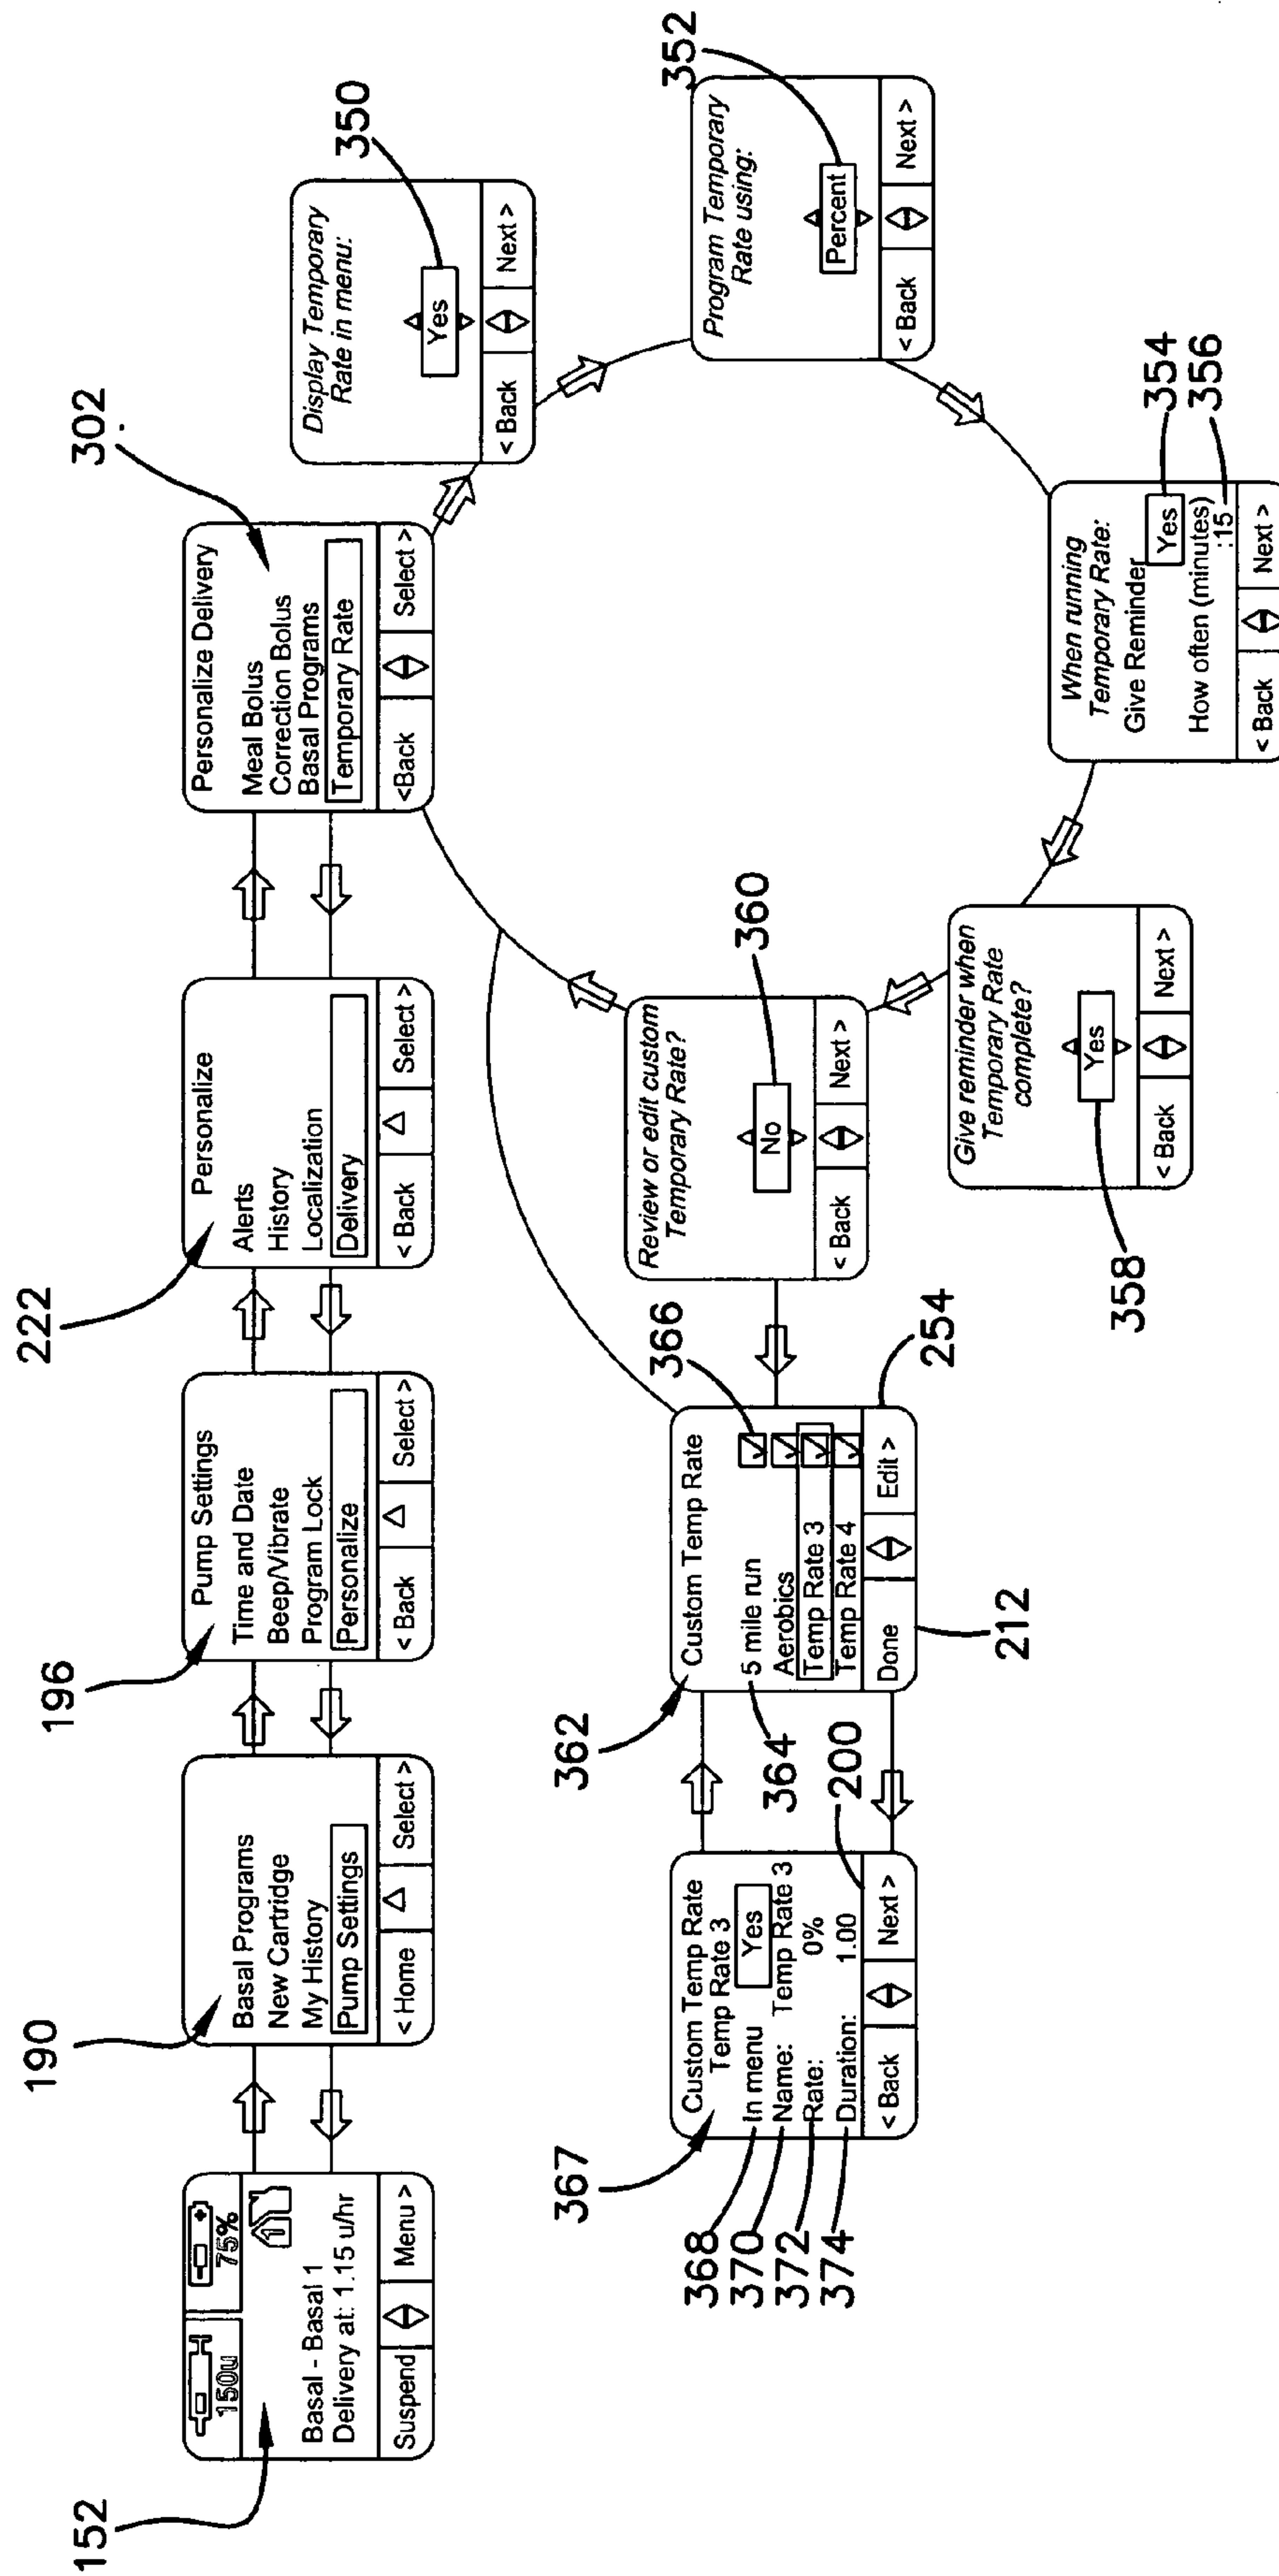 152
150u
75%
1
Basal - Basal 1
Delivery at: 1.15 u/hr
Suspend
Menu >
190
Basal Programs
New Cartridge
My History
Pump Settings
< Home
Select >
196
Pump Settings
Time and Date
Beep/Vibrate
Program Lock
Personalize
< Back
Select >
222
Personalize
Alerts
History
Localization
Delivery
< Back
Select >
302
Personalize Delivery
Meal Bolus
Correction Bolus
Basal Programs
Temporary Rate
<Back
Select >
350
Display Temporary
Rate in menu:
Yes
< Back
Next >
352
Program Temporary
Rate using:
Percent
< Back
Next >
When running
Temporary Rate:
Give Reminder
Yes
How often (minutes)
:15
< Back
Next >
354
356
Give reminder when
Temporary Rate
complete?
Yes
< Back
Next >
358
Review or edit custom
Temporary Rate?
No
< Back
Next >
360
362
Custom Temp Rate
5 mile run
Aerobics
Temp Rate 3
Temp Rate 4
Done
Edit >
364
366
254
212
367
Custom Temp Rate
Temp Rate 3
In menu Yes
Name: Temp Rate 3
Rate: 0%
Duration: 1.00
< Back
Next >
368
370
372
374
200